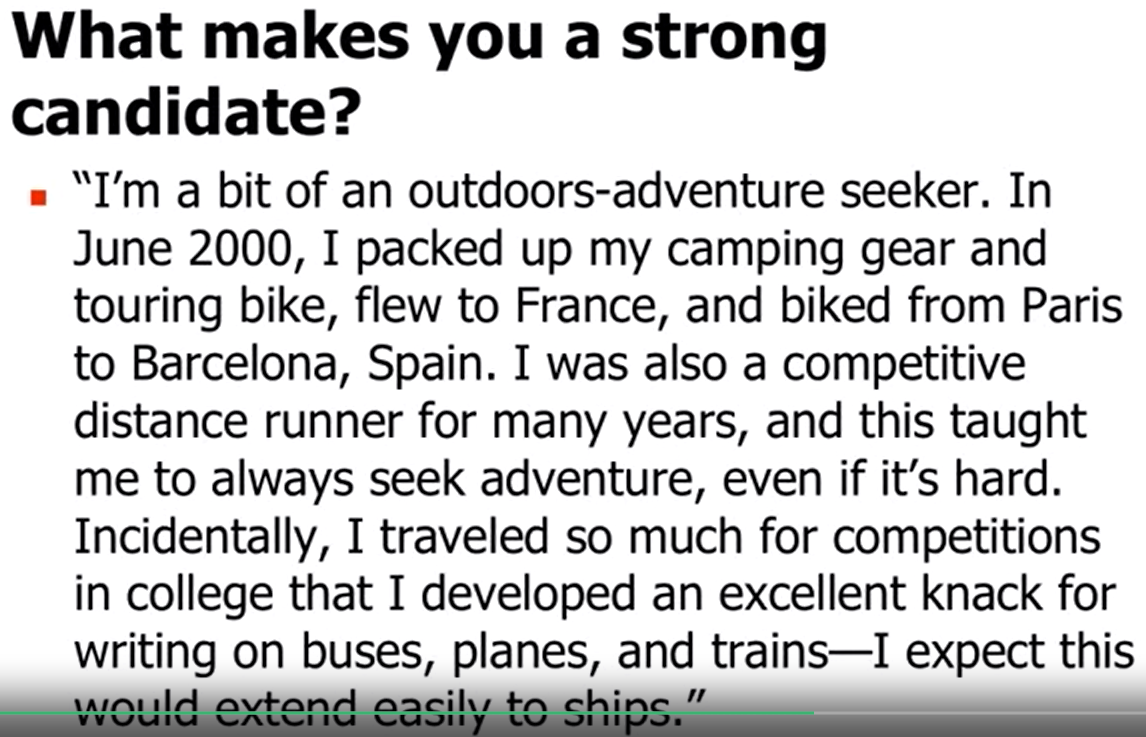 What makes you a strong
candidate?
“I’m a bit of an outdoors-adventure seeker. In
June 2000, I packed up my camping gear and
touring bike, flew to France, and biked from Paris
to Barcelona, Spain. I was also a competitive
distance runner for many years, and this taught
me to always seek adventure, even if it’s hard.
Incidentally, I traveled so much for competitions
in college that I developed an excellent knack for
writing on buses, planes, and trains—I expect this
would extend easily to ships.”